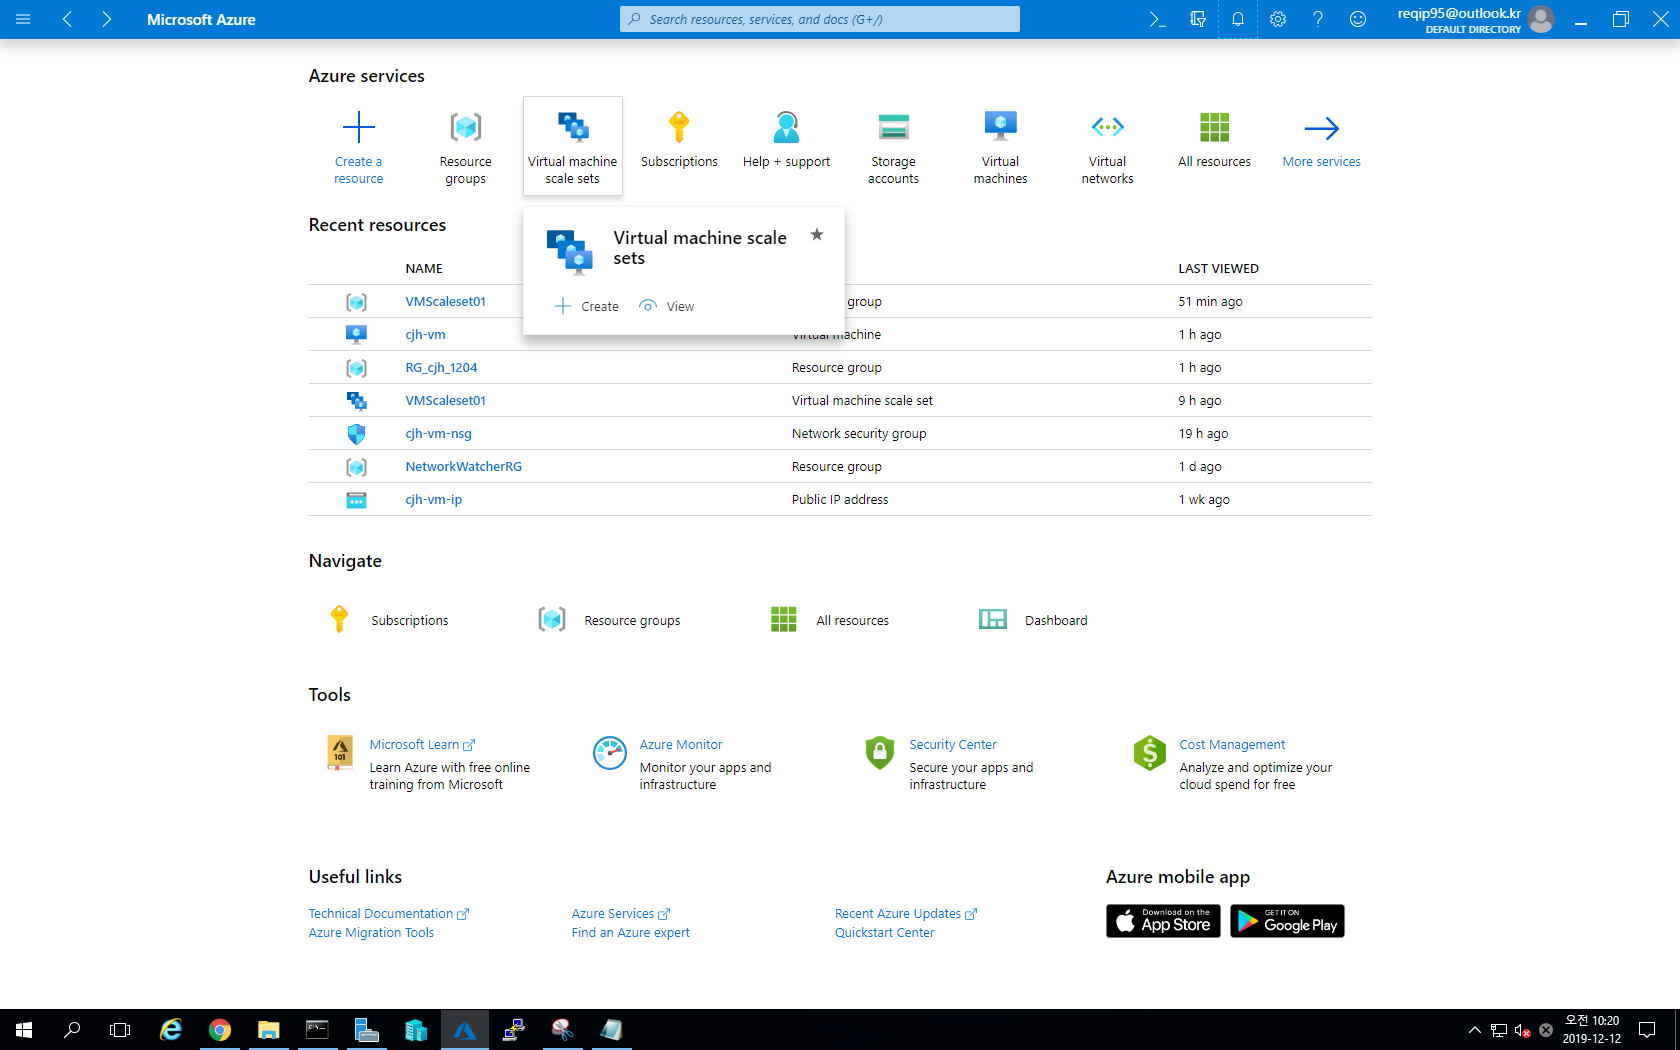 Microsoft Azure
Search resources, services, and docs (G+/)
reqip95@outlook.kr
DEFAULT DIRECTORY
Azure services
Create a
resource
Resource
groups
Virtual machine
scale sets
Subscriptions
Help + support
Storage
accounts
Virtual
machines
Virtual
networks
All resources
More services
Recent resources
Virtual machine scale
sets
Create
View
NAME
LAST VIEWED
VMScaleset01
group
51 min ago
cjh-vm
Virtual machine
1 h ago
RG_cjh_1204
Resource group
1 h ago
VMScaleset01
Virtual machine scale set
9 h ago
cjh-vm-nsg
Network security group
19 h ago
NetworkWatcherRG
Resource group
1 d ago
cjh-vm-ip
Public IP address
1 wk ago
Navigate
Subscriptions
Resource groups
All resources
Dashboard
Tools
101
Microsoft Learn
Learn Azure with free online
training from Microsoft
Azure Monitor
Monitor your apps and
infrastructure
Security Center
Secure your apps and
infrastructure
Cost Management
Analyze and optimize your
cloud spend for free
Useful links
Technical Documentation
Azure Migration Tools
Azure Services
Find an Azure expert
Recent Azure Updates
Quickstart Center
Azure mobile app
Download on the
App Store
GET IT ON
Google Play
오전 10:20
2019-12-12